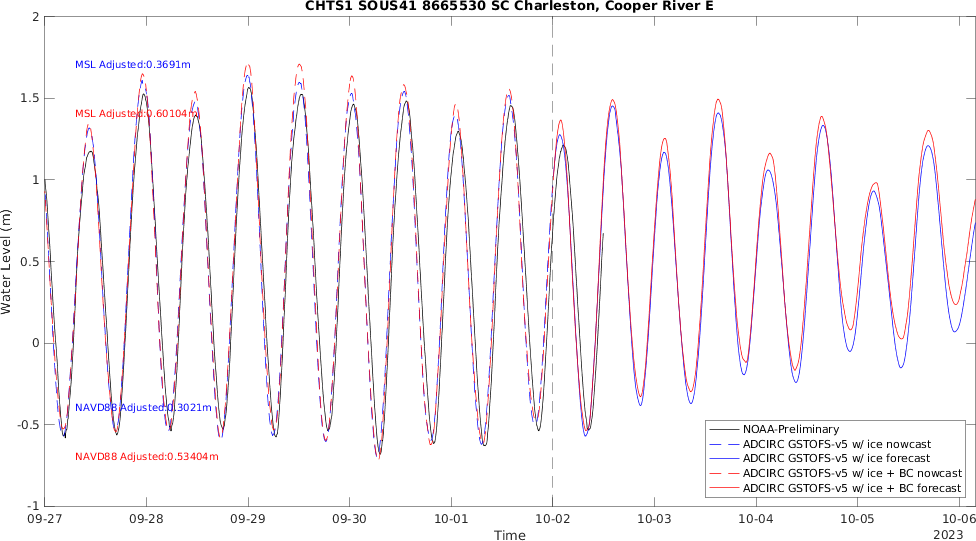 CHTS1 SOUS41 8665530 SC Charleston, Cooper River E
2
1.5
1
0.5
0
-0.5
-1
Water Level (m)
MSL Adjusted:0.3691m
MSL Adjusted:0.60104m
NAVD88 Adjusted:0.3021m
NAVD88 Adjusted:0.53404m
NOAA-Preliminary
ADCIRC GSTOFS-v5 w/ ice nowcast
ADCIRC GSTOFS-v5 w/ ice forecast
ADCIRC GSTOFS-v5 w/ ice + BC nowcast
ADCIRC GSTOFS-v5 w/ ice + BC forecast
09-27 09-28 09-29 09-30 10-01 10-02 10-03 10-04 10-05 10-06
Time
2023